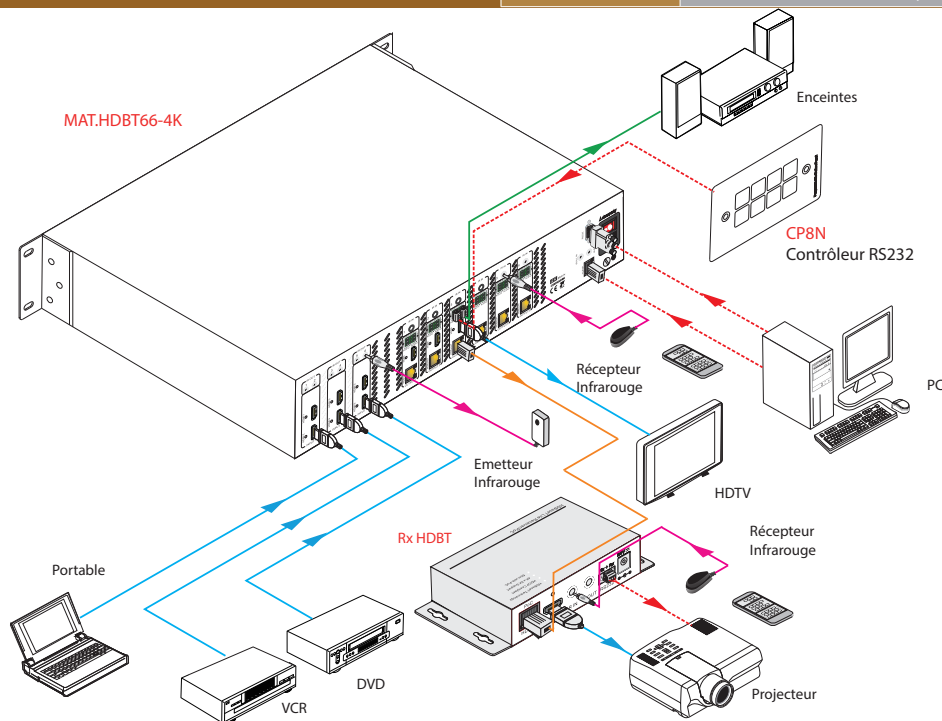 Enceintes
MAT.HDBT66-4K
CP8N
Contrôleur RS232
Récepteur
Infrarouge
PC
Emetteur
Infrarouge
HDTV
Rx HDBT
Récepteur
Infrarouge
Portable
DVD
VCR
Projecteur